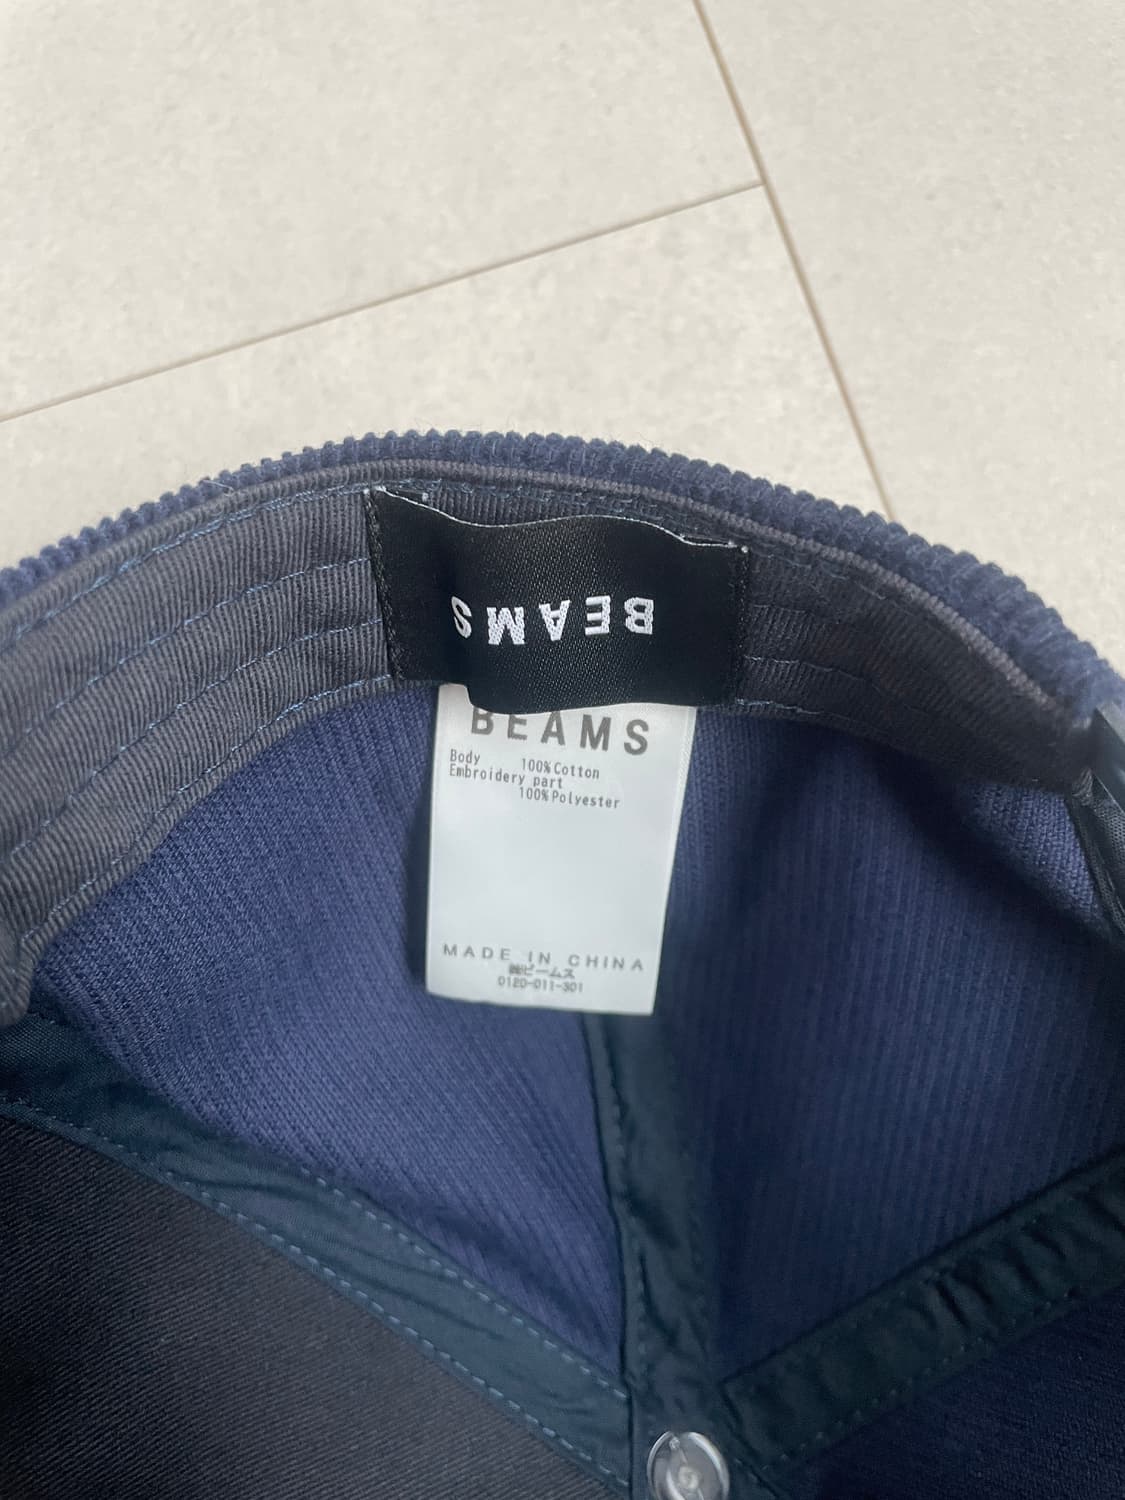 BEAMS
BEAMS
Body 100% Cotton
Embroidery part
100% Polyester
MADE IN CHINA
㈱ビームス
0120-011-301